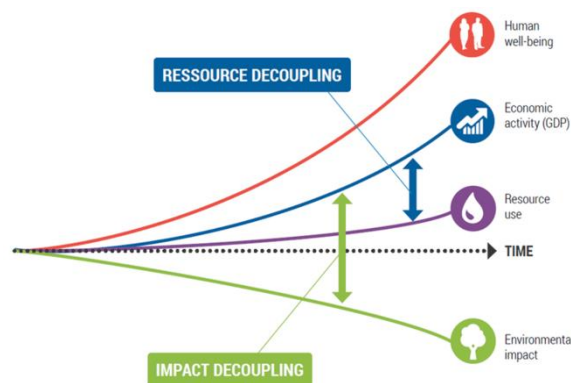 Human
well-being
RESSOURCE DECOUPLING
Economic
activity (GDP)
Resource
use
TIME
Environmenta
impact
IMPACT DECOUPLING